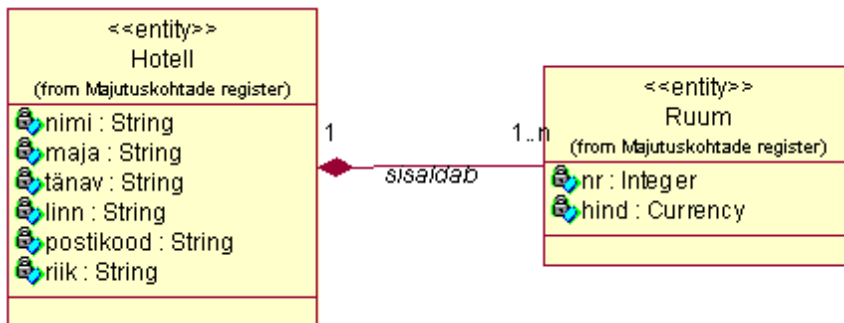 <<entity>>
Hotell
(from Majutuskohtade register)
nimi : String
maja : String
tänav : String
linn : String
postikood : String
riik : String
1
1..n
sisaldab
<<entity>>
Ruum
(from Majutuskohtade register)
nr : Integer
hind : Currency